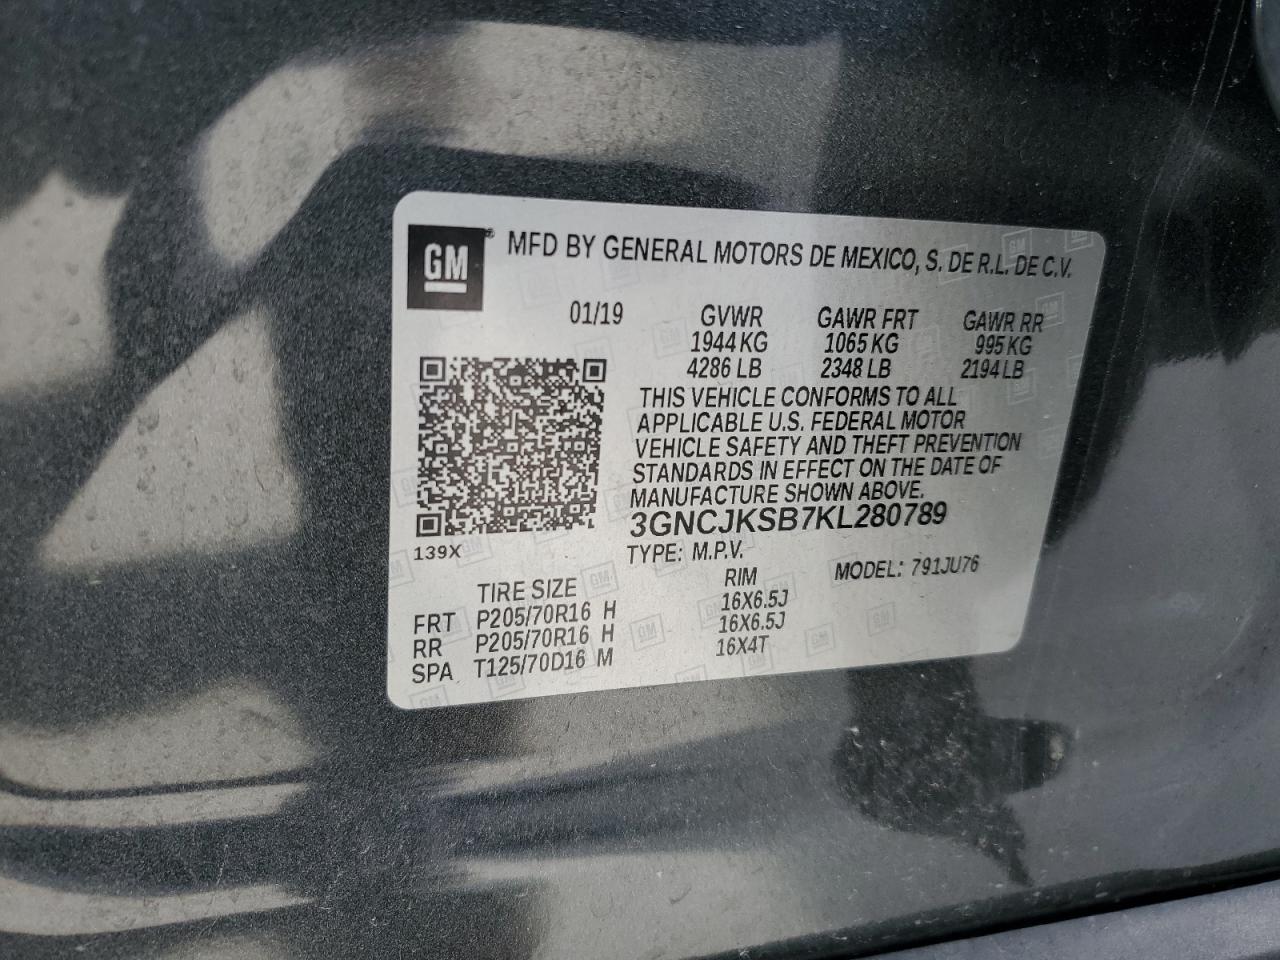 GM ® MFD BY GENERAL MOTORS DE MEXICO, S. DE R.L. DE C.V.
01/19 GVWR GAWR FRT GAWR RR
1944 KG 1065 KG 995 KG
4286 LB 2348 LB 2194 LB
THIS VEHICLE CONFORMS TO ALL
APPLICABLE U.S. FEDERAL MOTOR
VEHICLE SAFETY AND THEFT PREVENTION
STANDARDS IN EFFECT ON THE DATE OF
MANUFACTURE SHOWN ABOVE.
3GNCJKSB7KL280789
139X TYPE: M.P.V. MODEL: 791JU76
TIRE SIZE RIM
FRT P205/70R16 H 16X6.5J
RR P205/70R16 H 16X6.5J
SPA T125/70D16 M 16X4T